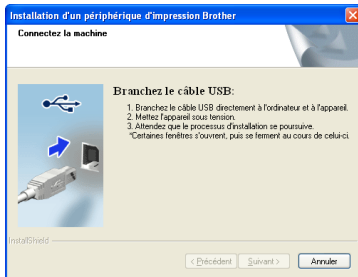 Installation d'un périphérique d'impression Brother
Connectez la machine
Branchez le câble USB:
1. Branchez le câble USB directement à l'ordinateur et à l'appareil.
2. Mettez l'appareil sous tension.
3. Attendez que le processus d'installation se poursuive.
*Certaines fenêtres s'ouvrent, puis se ferment au cours de celui-ci.
InstallShield
< Précédent Suivant > Annuler